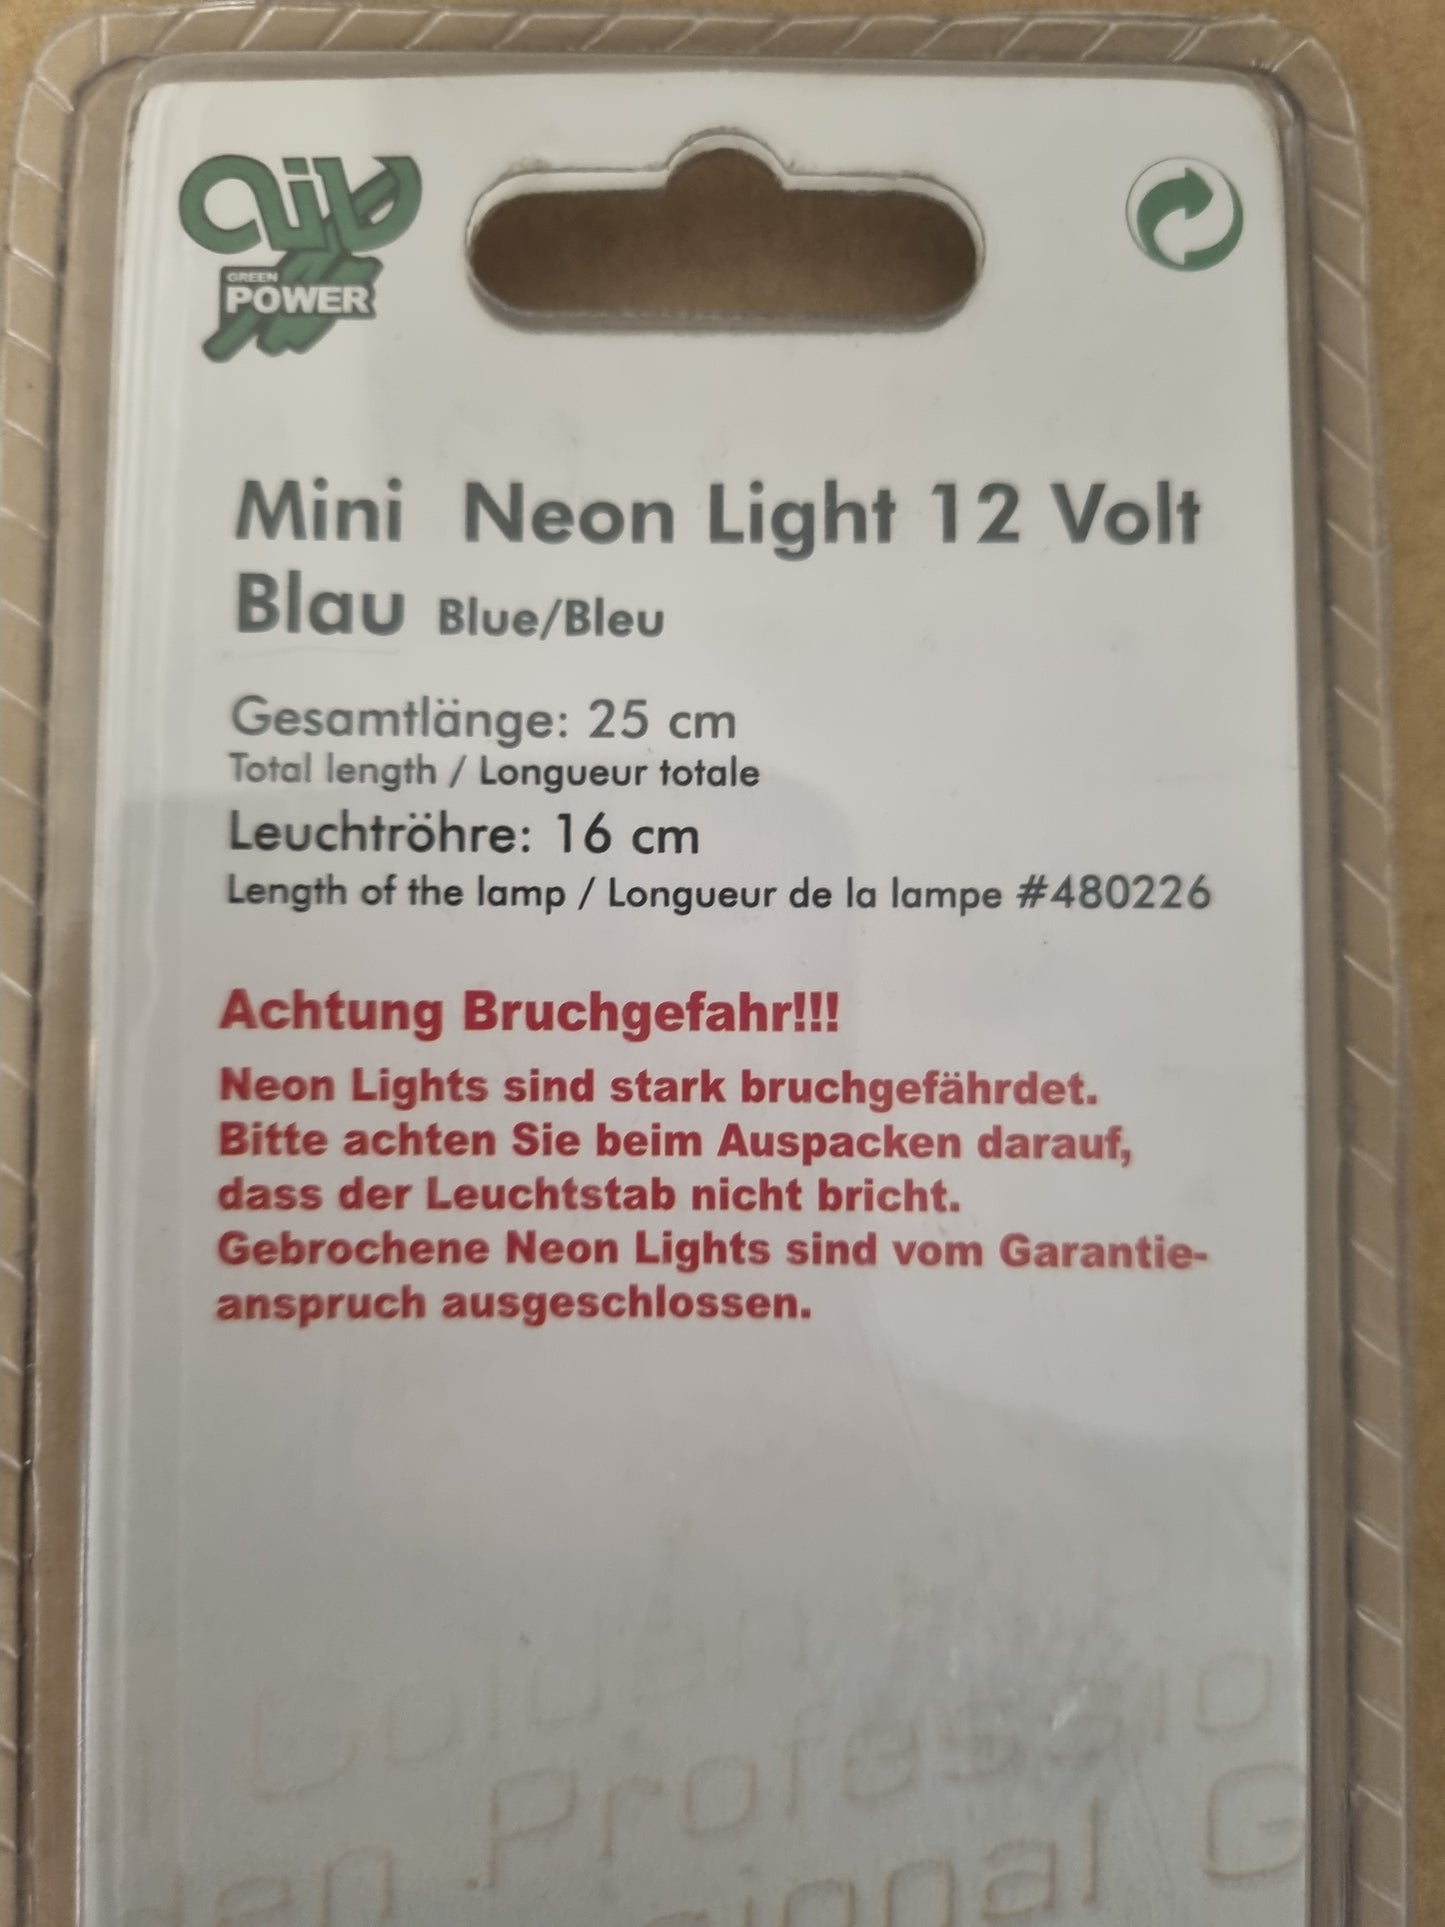 AIV
GREEN
POWER
Mini Neon Light 12 Volt
Blau Blue/Bleu
Gesamtlänge: 25 cm
Total length / Longueur totale
Leuchtröhre: 16 cm
Length of the lamp / Longueur de la lampe #480226
Achtung Bruchgefahr!!!
Neon Lights sind stark bruchgefährdet.
Bitte achten Sie beim Auspacken darauf,
dass der Leuchtstab nicht bricht.
Gebrochene Neon Lights sind vom Garantie-
anspruch ausgeschlossen.